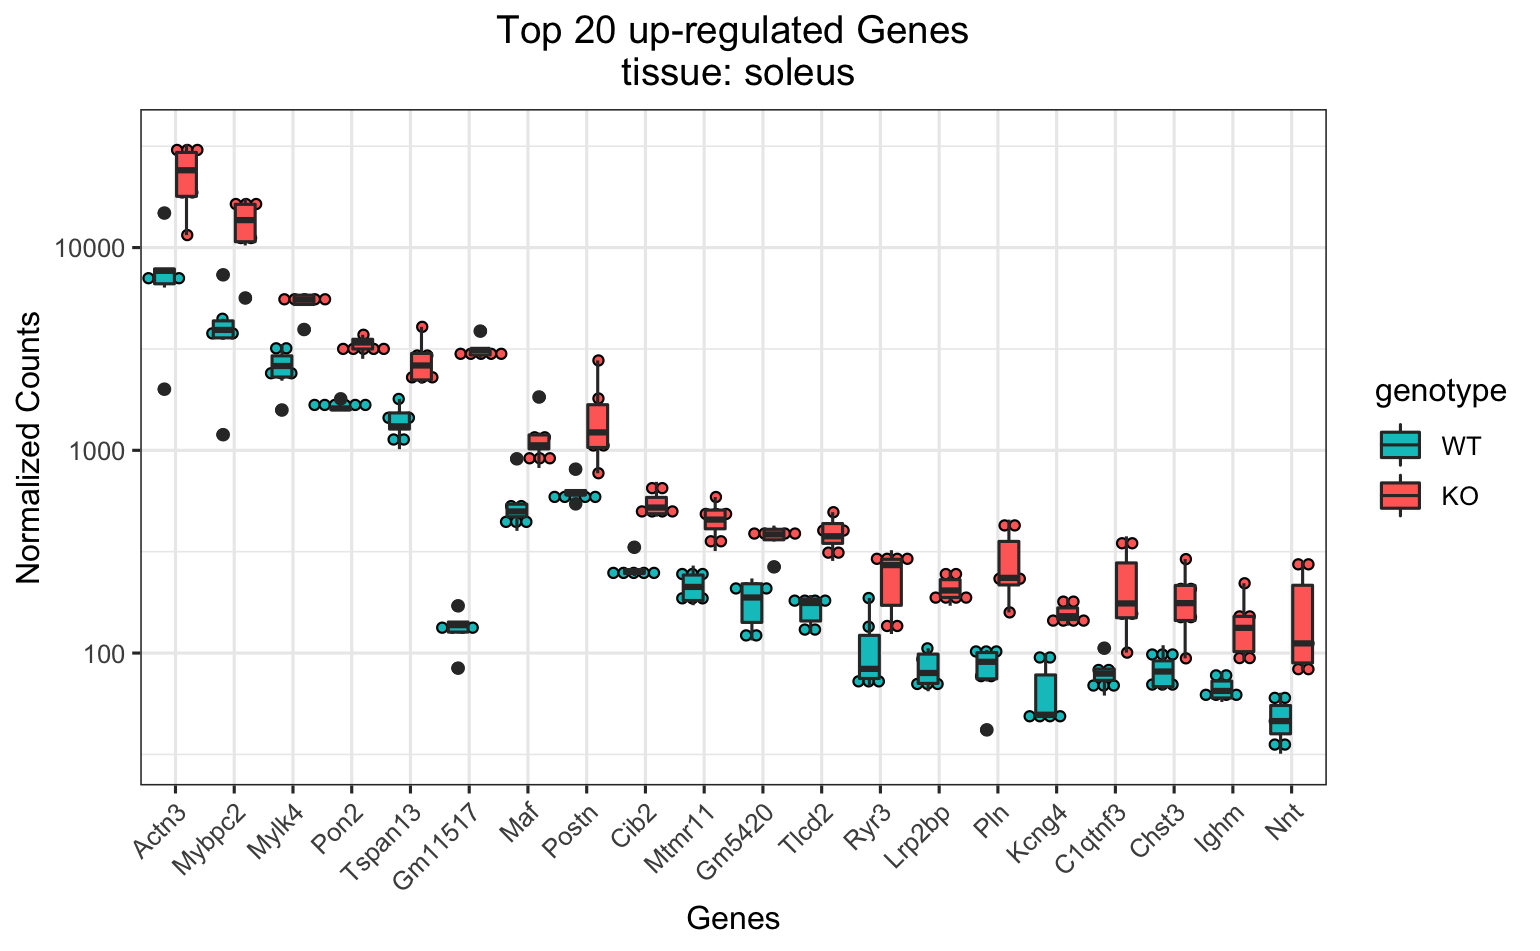 Top 20 up-regulated Genes
tissue: soleus
Normalized Counts
10000
1000
100
Actn3
Mybpc2
Mylk4
Pon2
Tspan13
Gm11517
Maf
Postn
Cib2
Mtmr11
Gm5420
Tlcd2
Ryr3
Lrp2bp
Pln
Kcng4
C1qtnf3
Chst3
Ighm
Nnt
Genes
genotype
WT
KO